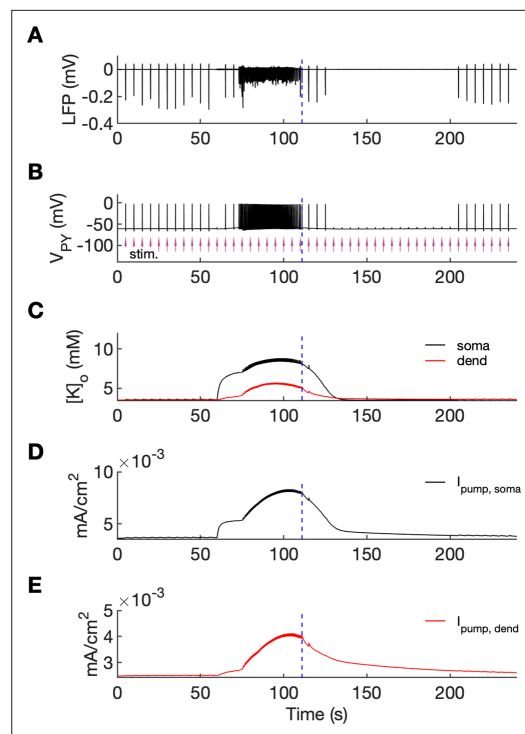 A
LFP (mV)
0
-0.2
-0.4
0 50 100 150 200
B
V_PY (mV)
0
-50
-100
stim.
0 50 100 150 200
C
[K]_o (mM)
10
5
soma
dend
0 50 100 150 200
D
×10^-3
mA/cm^2
10
5
I_pump, soma
0 50 100 150 200
E
×10^-3
mA/cm^2
5
4
3
I_pump, dend
0 50 100 150 200
Time (s)